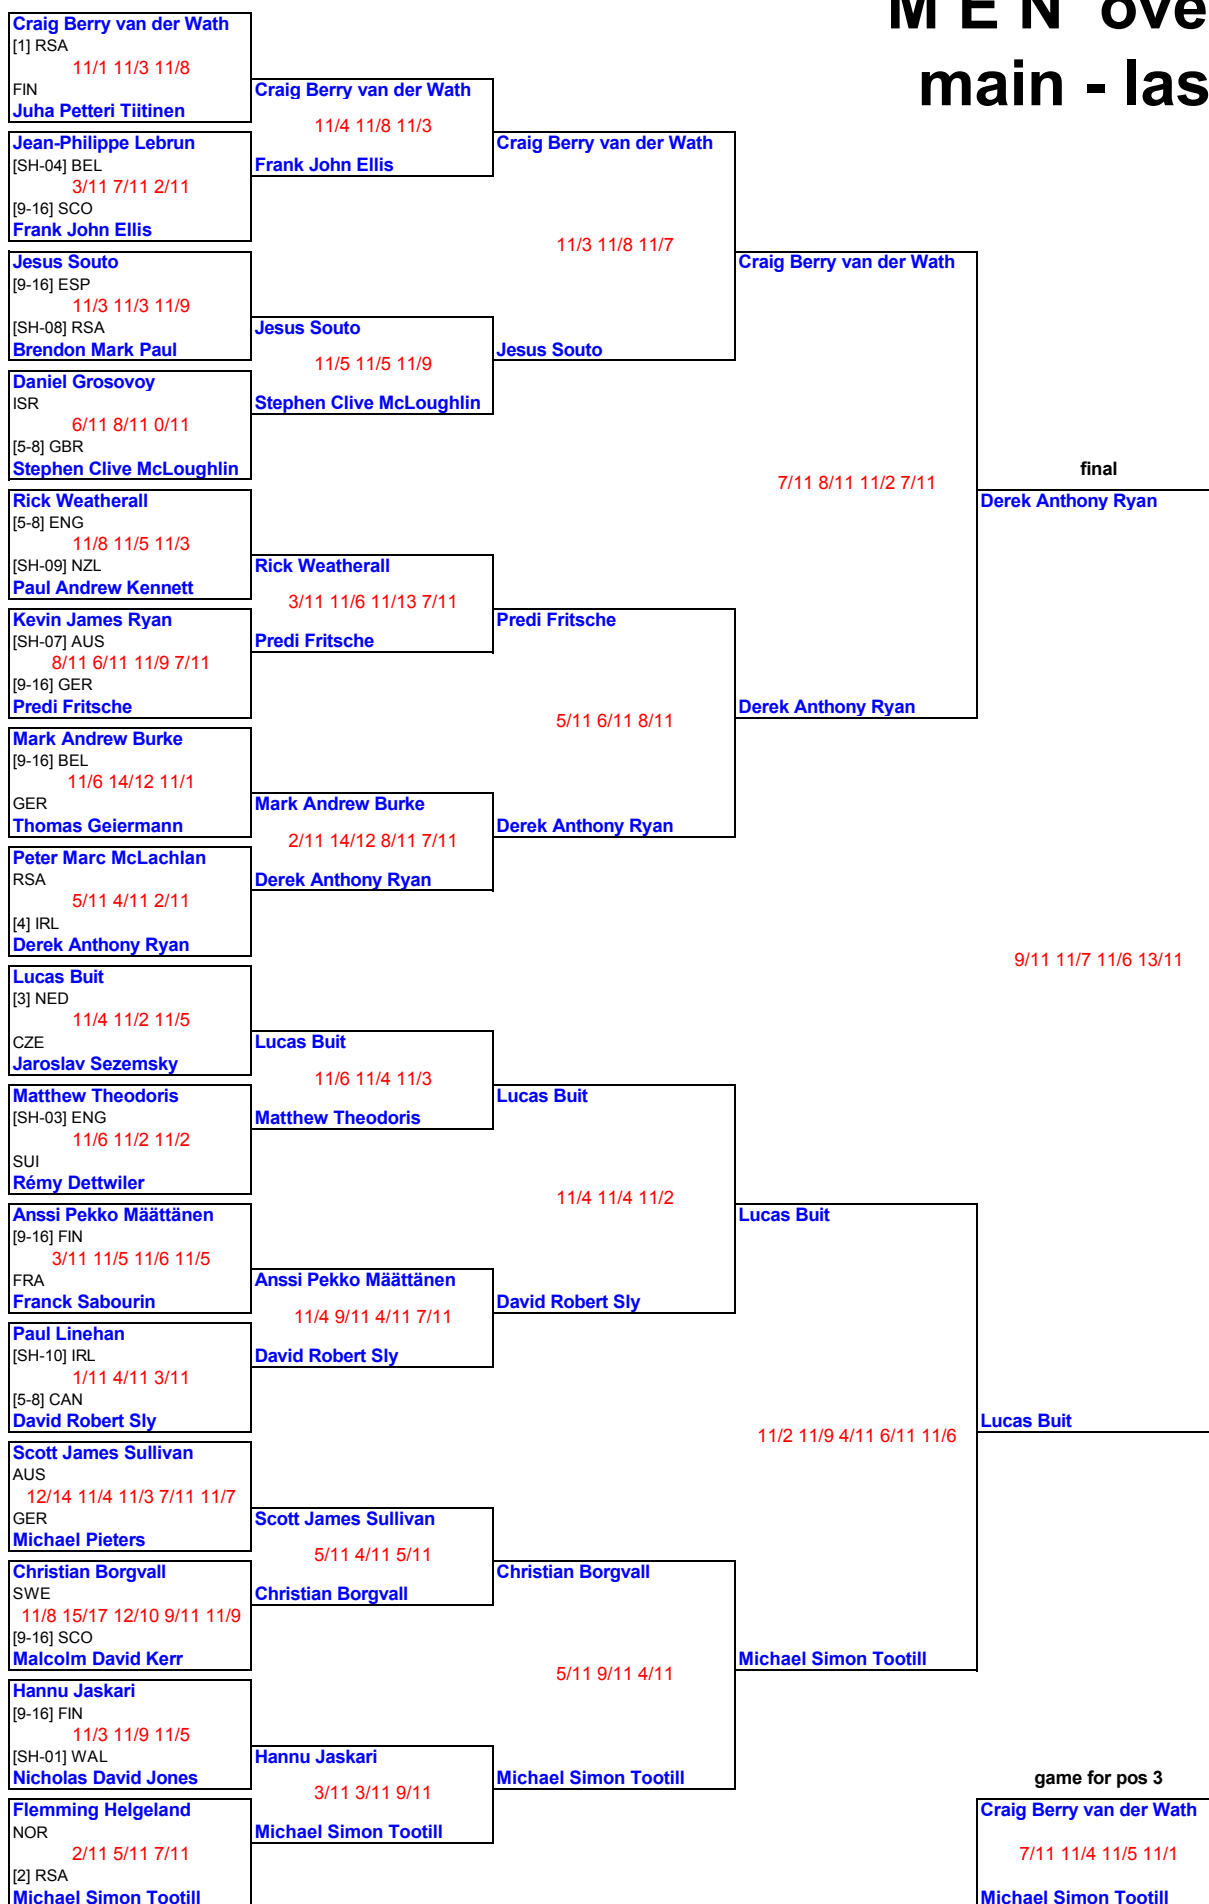 M E N ove
main - las
Craig Berry van der Wath
[1] RSA
11/1 11/3 11/8
FIN
Juha Petteri Tiitinen
Jean-Philippe Lebrun
[SH-04] BEL
3/11 7/11 2/11
[9-16] SCO
Frank John Ellis
Jesus Souto
[9-16] ESP
11/3 11/3 11/9
[SH-08] RSA
Brendon Mark Paul
Daniel Grosovoy
ISR
6/11 8/11 0/11
[5-8] GBR
Stephen Clive McLoughlin
Rick Weatherall
[5-8] ENG
11/8 11/5 11/3
[SH-09] NZL
Paul Andrew Kennett
Kevin James Ryan
[SH-07] AUS
8/11 6/11 11/9 7/11
[9-16] GER
Predi Fritsche
Mark Andrew Burke
[9-16] BEL
11/6 14/12 11/1
GER
Thomas Geiermann
Peter Marc McLachlan
RSA
5/11 4/11 2/11
[4] IRL
Derek Anthony Ryan
Lucas Buit
[3] NED
11/4 11/2 11/5
CZE
Jaroslav Sezemsky
Matthew Theodoris
[SH-03] ENG
11/6 11/2 11/2
SUI
Rémy Dettwiler
Anssi Pekko Määttänen
[9-16] FIN
3/11 11/5 11/6 11/5
FRA
Franck Sabourin
Paul Linehan
[SH-10] IRL
1/11 4/11 3/11
[5-8] CAN
David Robert Sly
Scott James Sullivan
AUS
12/14 11/4 11/3 7/11 11/7
GER
Michael Pieters
Christian Borgvall
SWE
11/8 15/17 12/10 9/11 11/9
[9-16] SCO
Malcolm David Kerr
Hannu Jaskari
[9-16] FIN
11/3 11/9 11/5
[SH-01] WAL
Nicholas David Jones
Flemming Helgeland
NOR
2/11 5/11 7/11
[2] RSA
Michael Simon Tootill
Craig Berry van der Wath
11/4 11/8 11/3
Frank John Ellis
Jesus Souto
11/5 11/5 11/9
Stephen Clive McLoughlin
Rick Weatherall
3/11 11/6 11/13 7/11
Predi Fritsche
Mark Andrew Burke
2/11 14/12 8/11 7/11
Derek Anthony Ryan
Lucas Buit
11/6 11/4 11/3
Matthew Theodoris
Anssi Pekko Määttänen
11/4 9/11 4/11 7/11
David Robert Sly
Scott James Sullivan
5/11 4/11 5/11
Christian Borgvall
Hannu Jaskari
3/11 3/11 9/11
Michael Simon Tootill
Craig Berry van der Wath
11/3 11/8 11/7
Jesus Souto
Predi Fritsche
5/11 6/11 8/11
Derek Anthony Ryan
Lucas Buit
11/4 11/4 11/2
David Robert Sly
Christian Borgvall
5/11 9/11 4/11
Michael Simon Tootill
Craig Berry van der Wath
7/11 8/11 11/2 7/11
Derek Anthony Ryan
Lucas Buit
11/2 11/9 4/11 6/11 11/6
Michael Simon Tootill
final
Derek Anthony Ryan
9/11 11/7 11/6 13/11
Lucas Buit
game for pos 3
Craig Berry van der Wath
7/11 11/4 11/5 11/1
Michael Simon Tootill